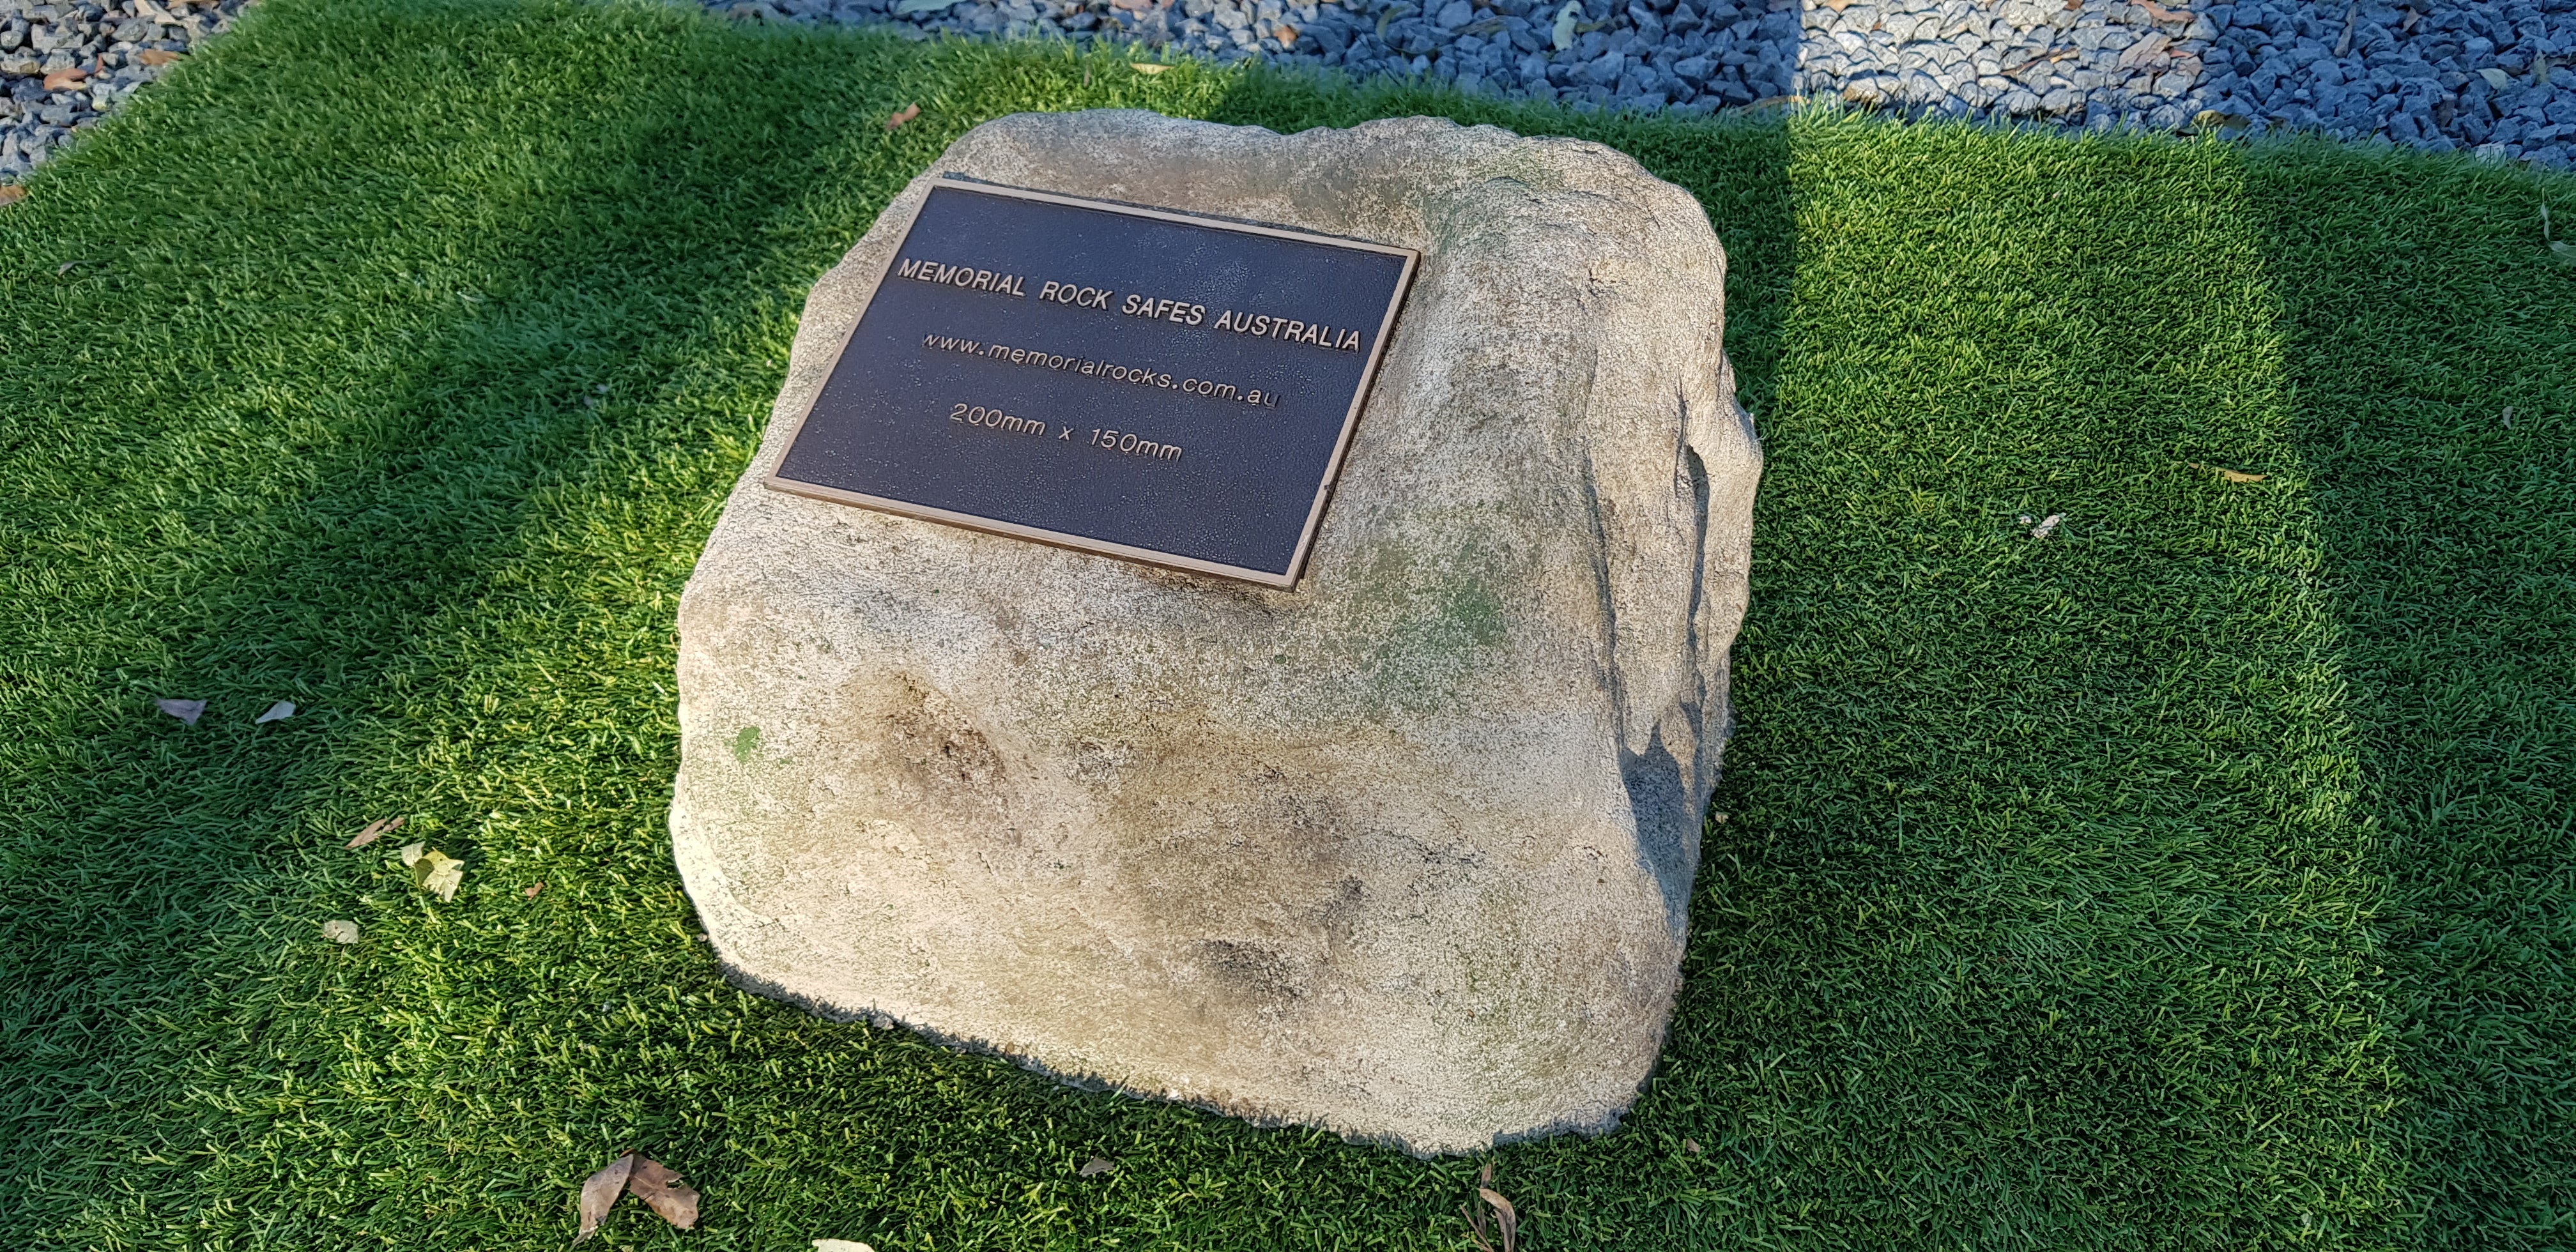 MEMORIAL ROCK SAFES AUSTRALIA
www.memorialrocks.com.au
200mm x 150mm